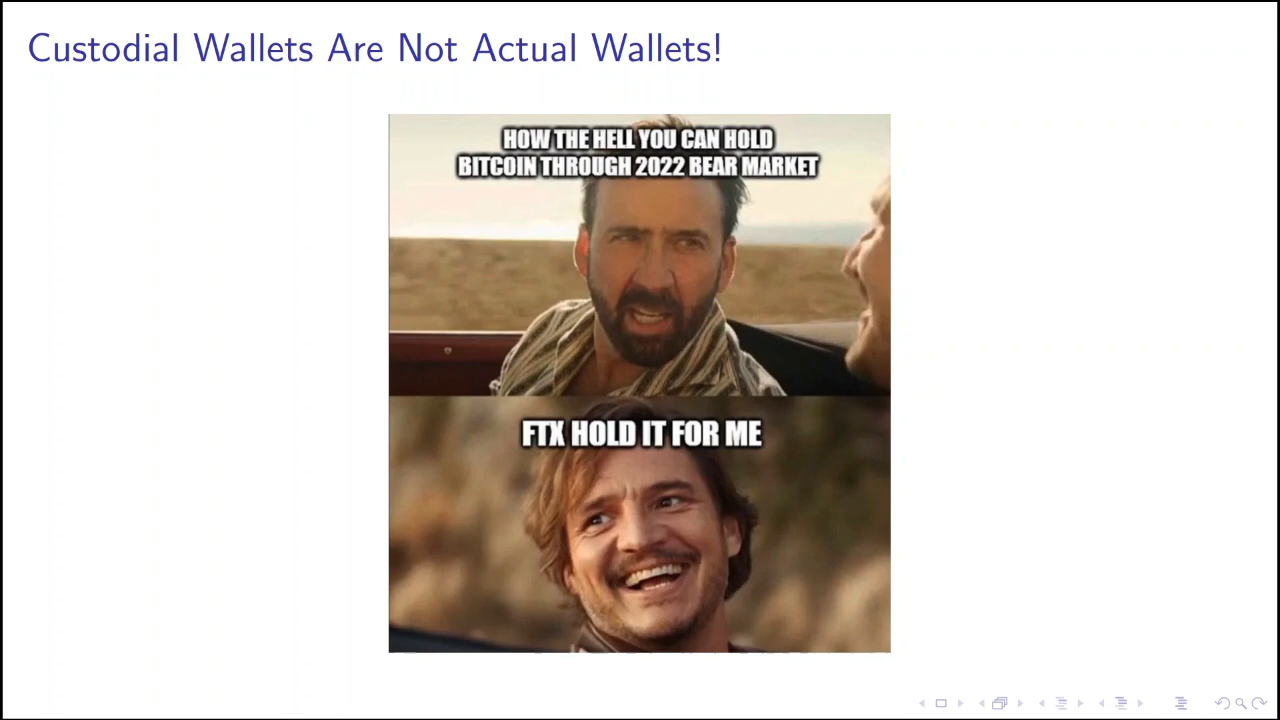 Custodial Wallets Are Not Actual Wallets!
HOW THE HELL YOU CAN HOLD
BITCOIN THROUGH 2022 BEAR MARKET
FTX HOLD IT FOR ME